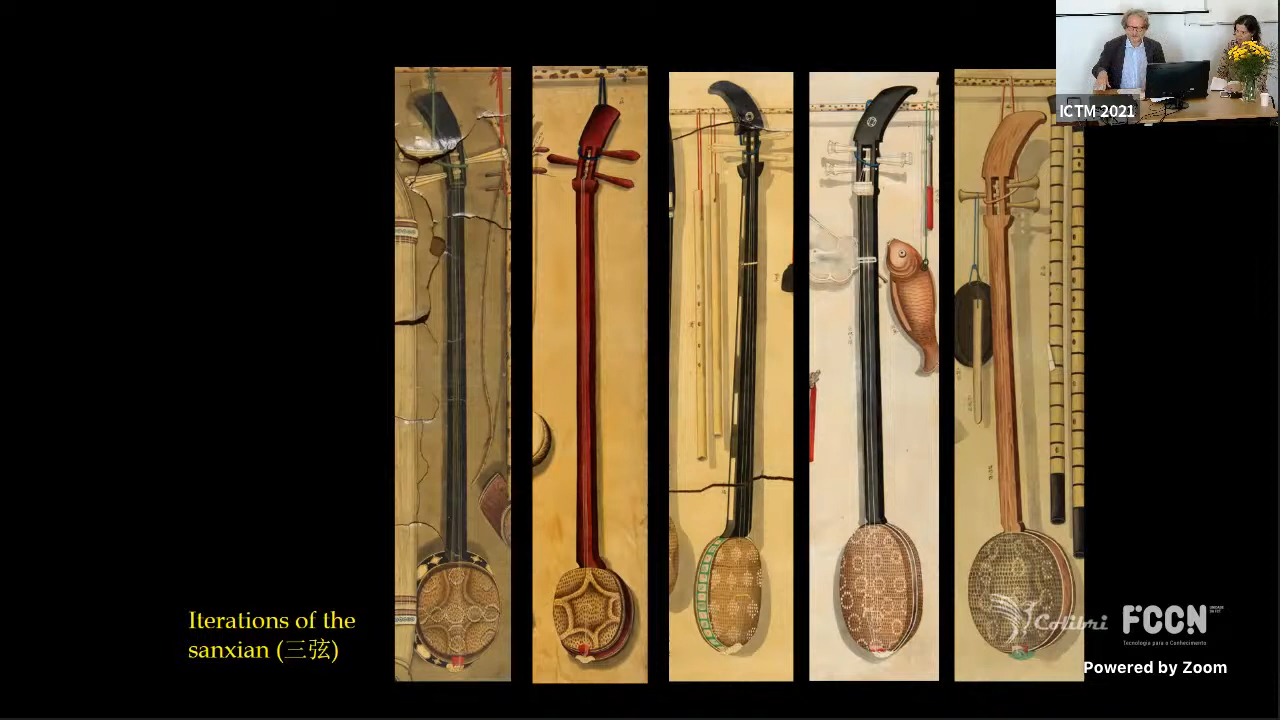 ICTM 2021
Iterations of the
sanxian (三弦)
Colibri
FCCN
Tecnologia para o Conhecimento
Powered by Zoom